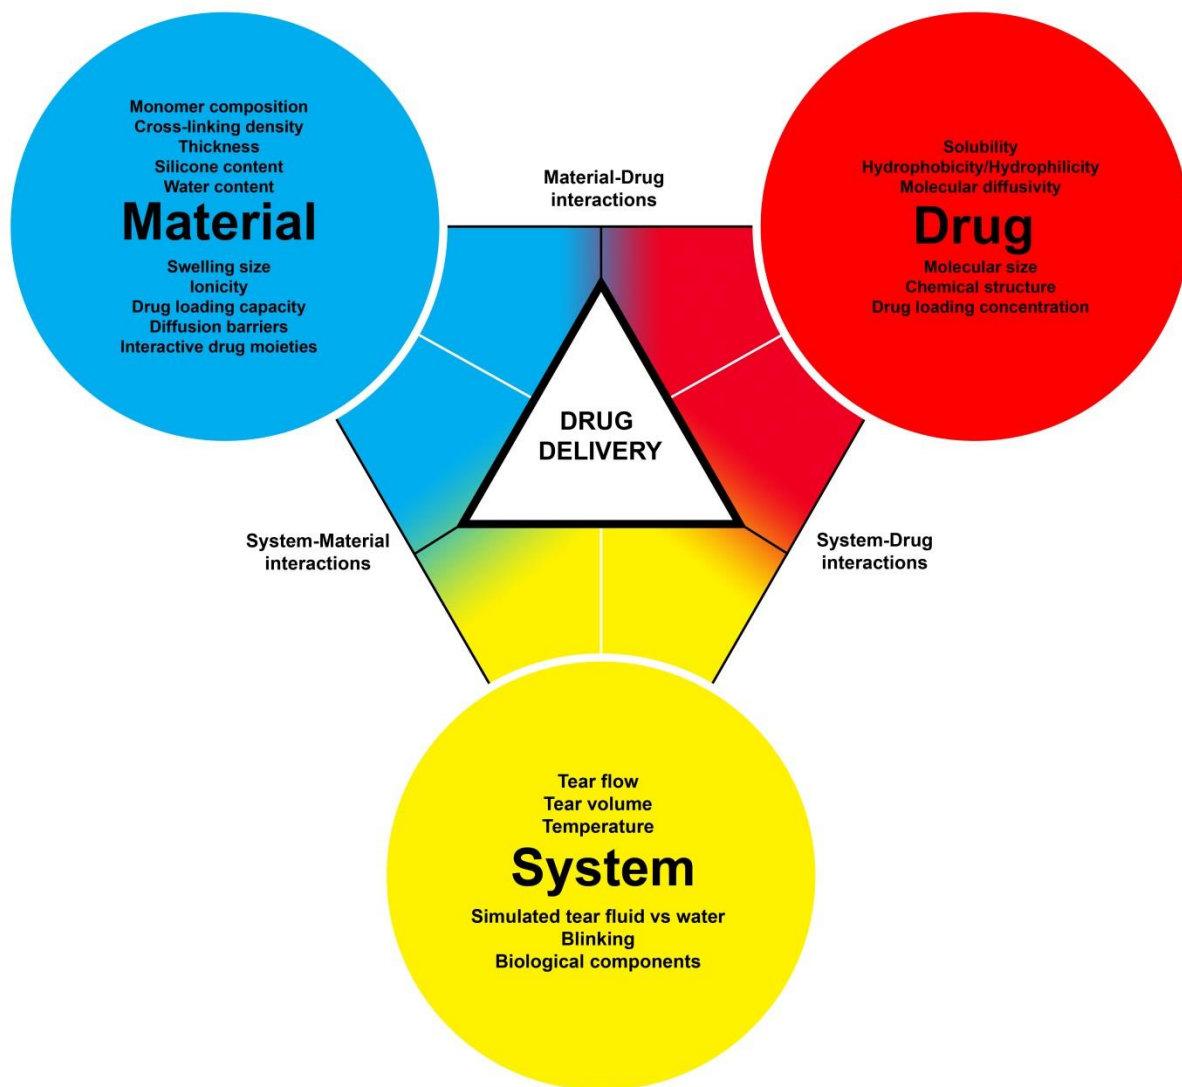 Monomer composition
Cross-linking density
Thickness
Silicone content
Water content
Material
Swelling size
Ionicity
Drug loading capacity
Diffusion barriers
Interactive drug moieties
Material-Drug
interactions
Solubility
Hydrophobicity/Hydrophilicity
Molecular diffusivity
Drug
Molecular size
Chemical structure
Drug loading concentration
DRUG
DELIVERY
System-Material
interactions
System-Drug
interactions
Tear flow
Tear volume
Temperature
System
Simulated tear fluid vs water
Blinking
Biological components